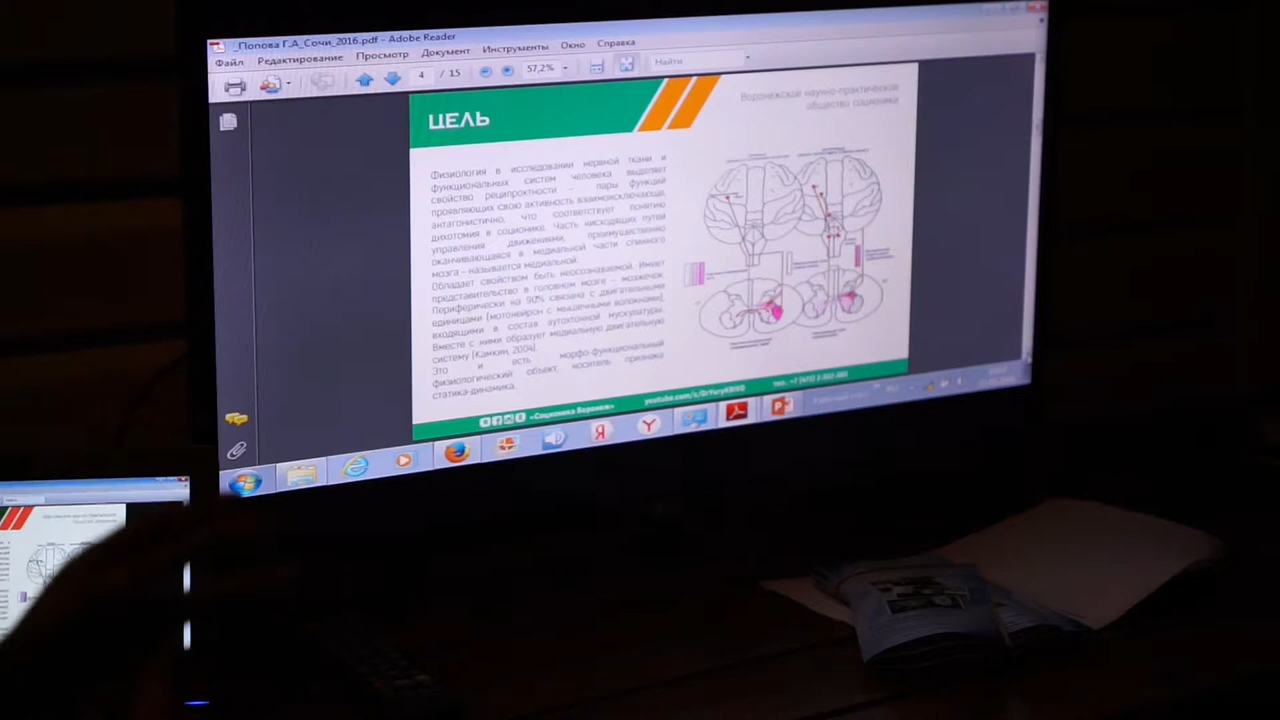 _Попова Г.А_Сочи_2016.pdf - Adobe Reader
Файл Редактирование Просмотр Документ Инструменты Окно Справка
4 / 15 57,2% Найти
ЦЕЛЬ
Воронежское научно-практическое
общество соционики
Физиология в исследовании нервной ткани и
функциональных систем человека выделяет
свойство реципроктности – пары функций
проявляющих свою активность взаимоисключающе,
антагонистично, что соответствует понятию
дихотомия в соционике. Часть нисходящих путей
управления движениями, преимущественно
оканчивающаяся в медиальной части спинного
мозга – называется медиальной.
Обладает свойством быть неосознаваемой. Имеет
представительство в головном мозге – мозжечок.
Периферически на 90% связана с двигательными
единицами (мотонейрон с мышечными волокнами),
входящими в состав аутохтонной мускулатуры.
Вместе с ними образует медиальную двигательную
систему (Камкин, 2004).
Это и есть морфо-функциональный
физиологический объект, носитель признака
статика-динамика.
«Соционика Воронеж» youtube.com/c/DrYuryKRIVO